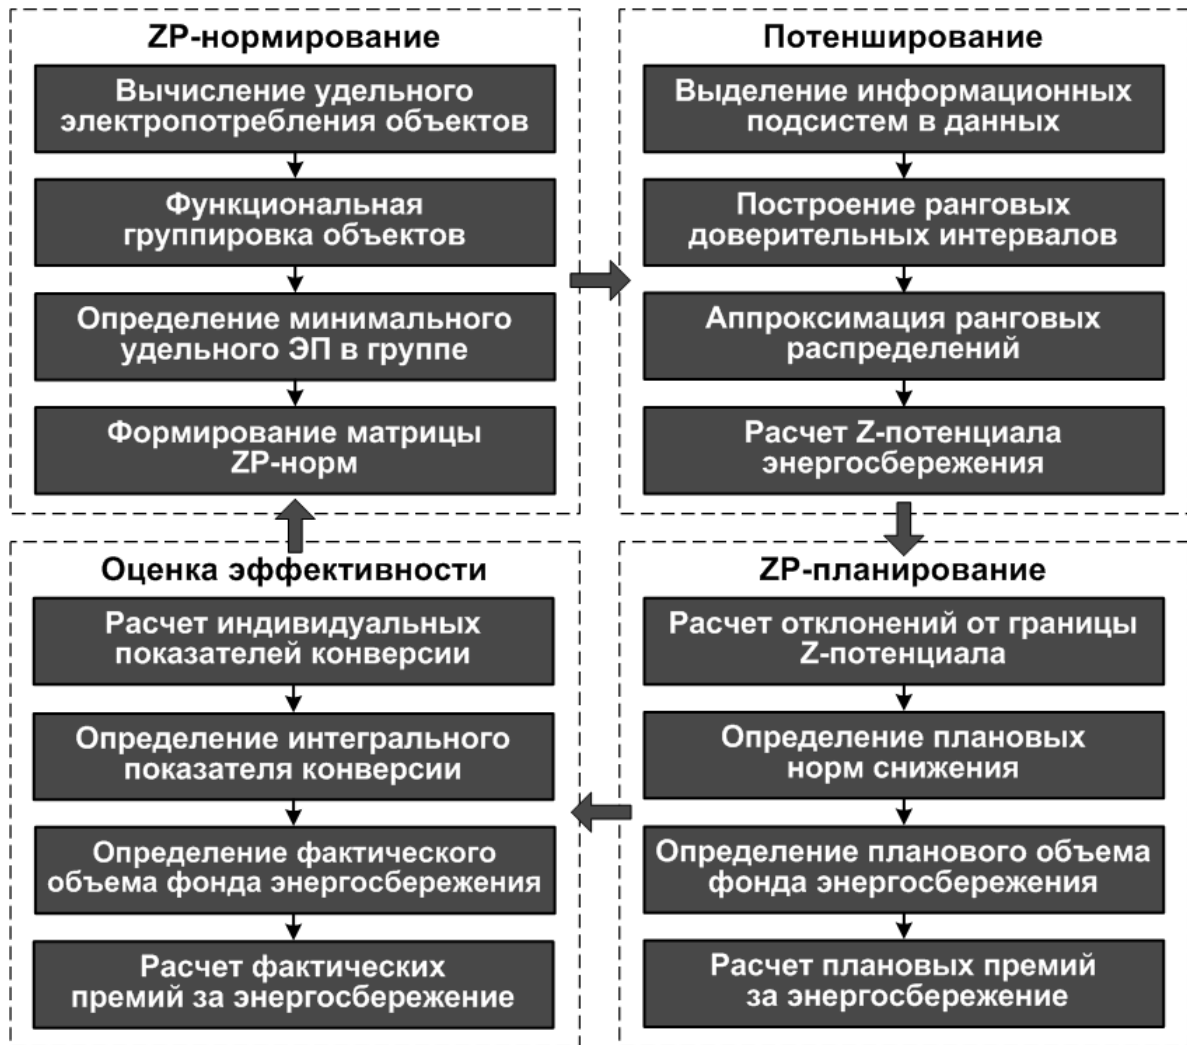 ZP-нормирование
Вычисление удельного
электропотребления объектов
Функциональная
группировка объектов
Определение минимального
удельного ЭП в группе
Формирование матрицы
ZP-норм
Потенширование
Выделение информационных
подсистем в данных
Построение ранговых
доверительных интервалов
Аппроксимация ранговых
распределений
Расчет Z-потенциала
энергосбережения
Оценка эффективности
Расчет индивидуальных
показателей конверсии
Определение интегрального
показателя конверсии
Определение фактического
объема фонда энергосбережения
Расчет фактических
премий за энергосбережение
ZP-планирование
Расчет отклонений от границы
Z-потенциала
Определение плановых
норм снижения
Определение планового объема
фонда энергосбережения
Расчет плановых премий
за энергосбережение